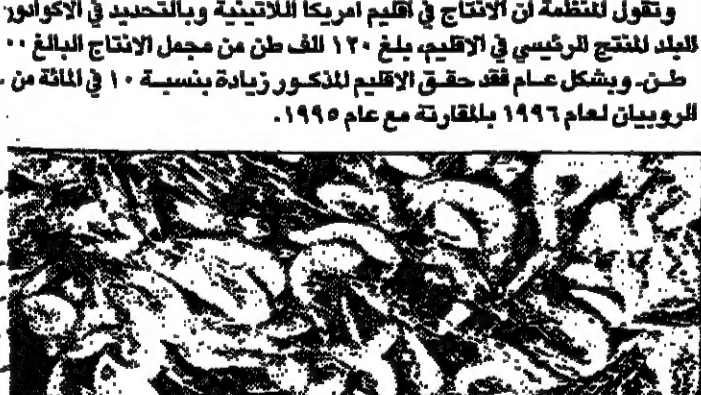 وتقول المنظمة ان الانتاج في اقليم امريكا اللاتينية وبالتحديد في الاكوادور
البلد المنتج الرئيسي في الاقليم، بلغ ١٢٠ الف طن من مجمل الانتاج البالغ
طن. وبشكل عام فقد حقق الاقليم المذكور زيادة بنسبة ١٠ في المائة من
الروبيان لعام ١٩٩٦ بالمقارنة مع عام ١٩٩٥.